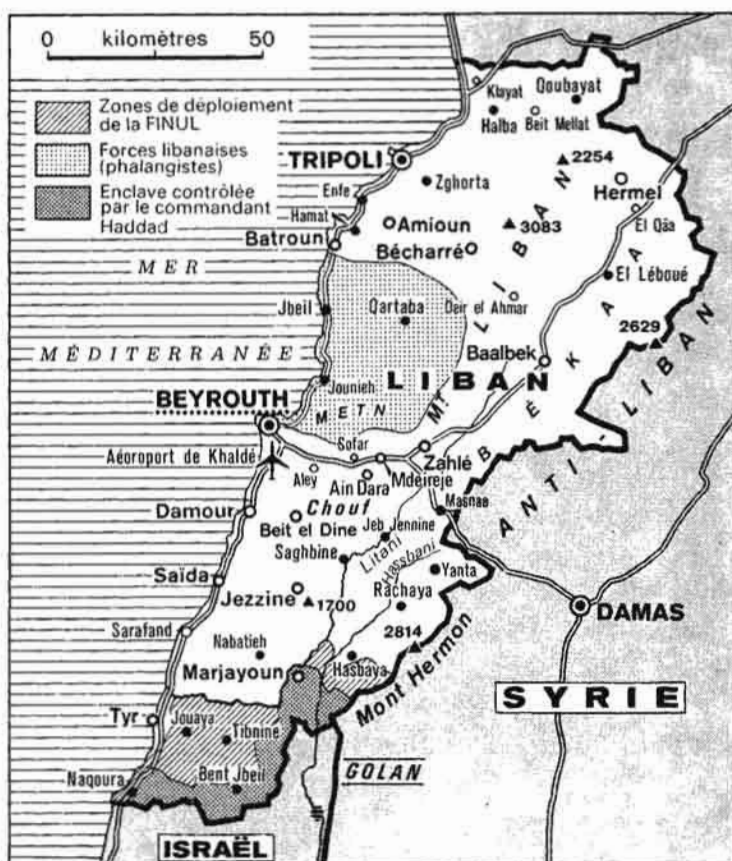 0 kilomètres 50
Zones de déploiement
de la FINUL
Forces libanaises
(phalangistes)
Enclave contrôlée
par le commandant
Haddad
Klayat
Qoubayat
Halba
Beit Mellat
TRIPOLI
2254
Zghorta
Hermel
Enfe
El Qâa
Hamat
Amioun
3083
Batroun
Bécharré
MER
El Léboué
Jbeil
Qartaba
Deir el Ahmar
2629
MÉDITERRANÉE
Baalbek
LIBAN
Jounieh
BEYROUTH
METN
MT LIBAN
BÉKAA
ANTI-LIBAN
Sofar
Aéoroport de Khaldé
Zahlé
Aley
Mdeireje
Ain Dara
Masnaa
Chouf
Damour
Beit el Dine
Jeb Jennine
Saghbine
Litani
Hasbani
Yanta
Saïda
Jezzine
1700
Rachaya
DAMAS
Sarafand
Nabatieh
2814
Marjayoun
Hasbaya
Mont Hermon
SYRIE
Tyr
Jouaya
Tibnine
Naqoura
Bent Jbeil
GOLAN
ISRAËL